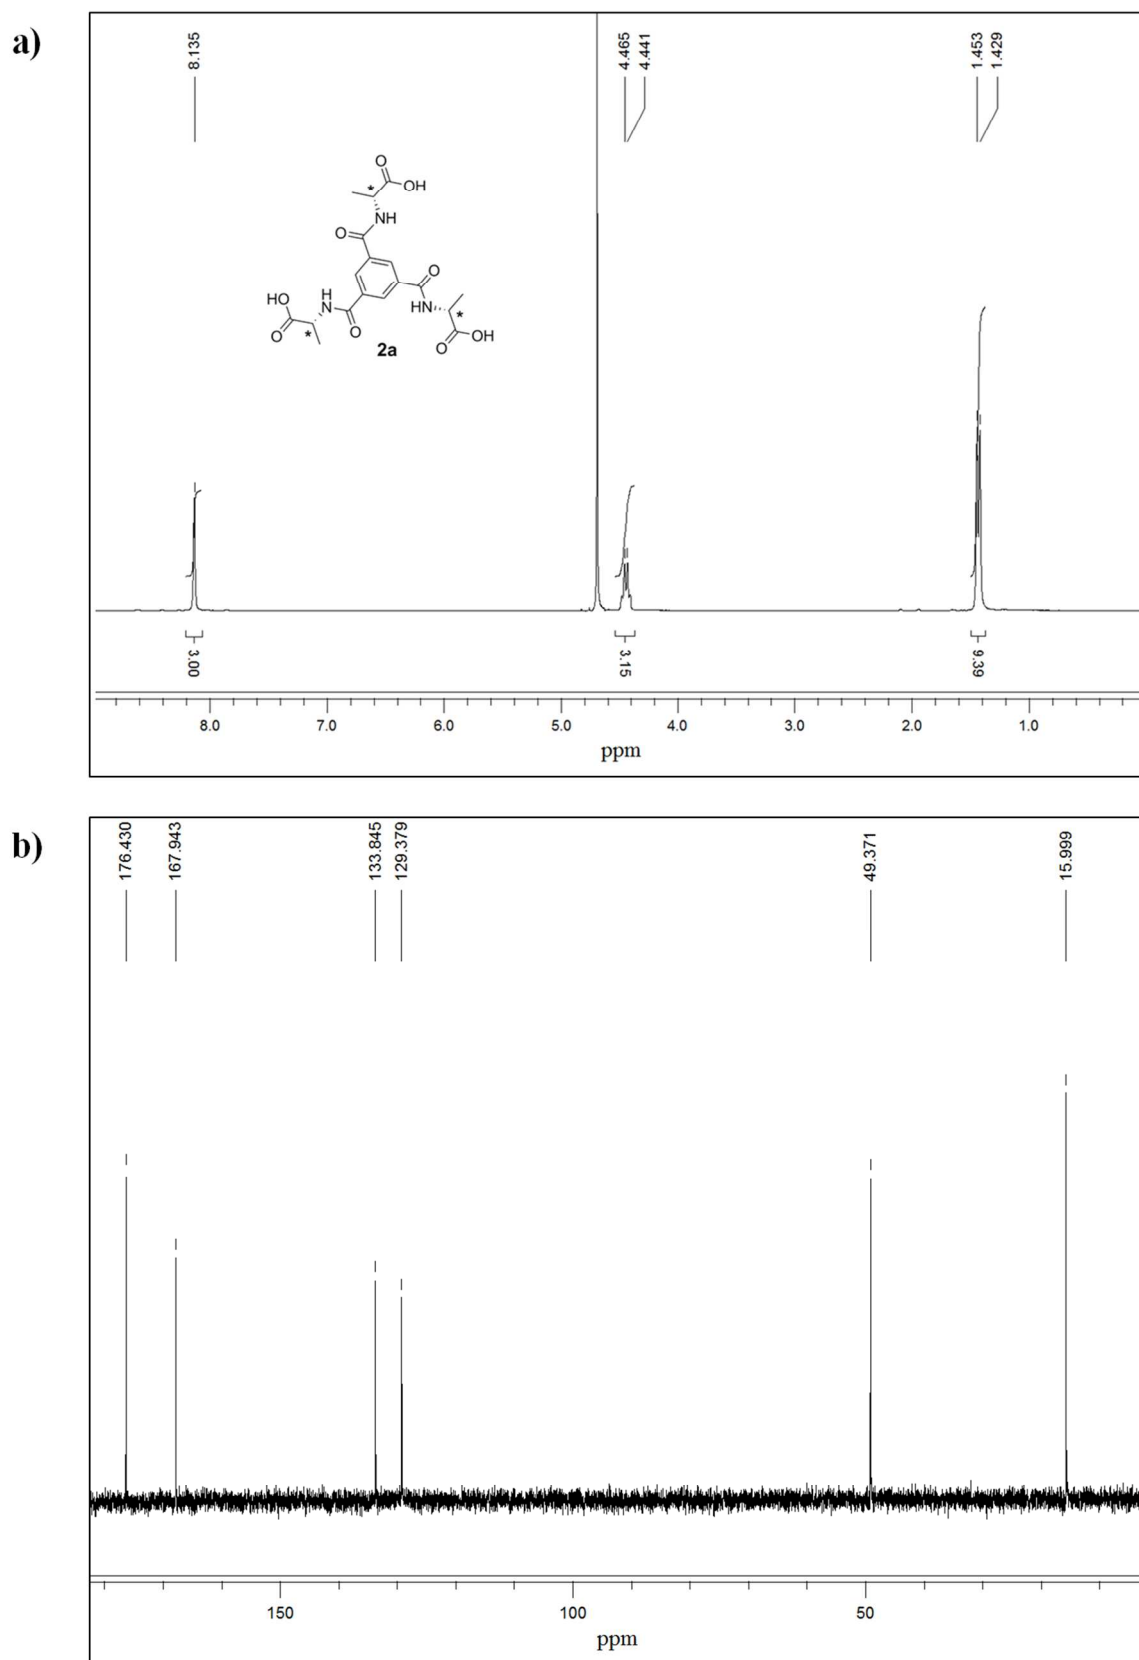 a)
8.135
4.465
4.441
1.453
1.429
O
OH
*
NH
O
O
HO
H
N
O
*
O
HN
*
O
OH
2a
3.00
3.15
9.39
8.0 7.0 6.0 5.0 4.0 3.0 2.0 1.0
ppm
b)
176.430
167.943
133.845
129.379
49.371
15.999
150 100 50
ppm